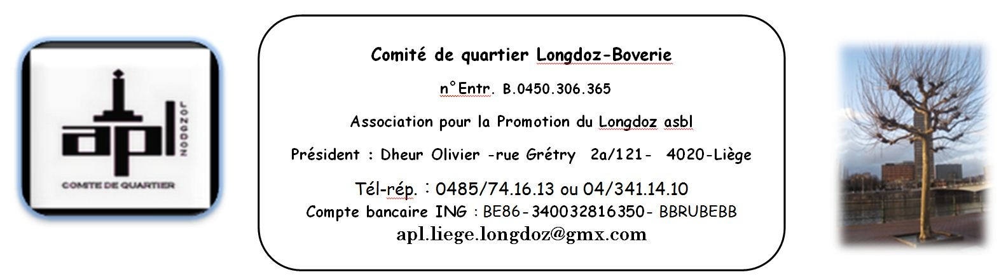 apl
LONGDOZ
COMITE DE QUARTIER
Comité de quartier Longdoz-Boverie
n°Entr. B.0450.306.365
Association pour la Promotion du Longdoz asbl
Président : Dheur Olivier -rue Grétry 2a/121- 4020-Liège
Tél-rép. : 0485/74.16.13 ou 04/341.14.10
Compte bancaire ING : BE86-340032816350- BBRUBEBB
apl.liege.longdoz@gmx.com